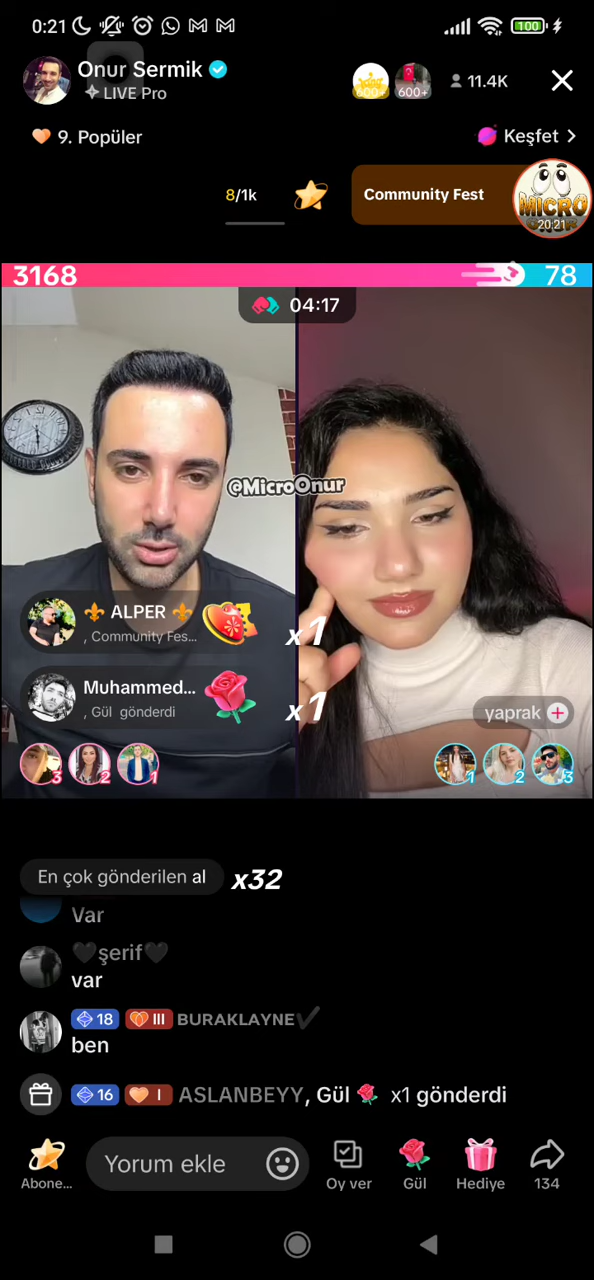 0:21
100
Onur Sermik
LIVE Pro
600+
600+
11.4K
9. Popüler
Keşfet
8/1k
Community Fest
MICRO
ONUR
20:21
3168
78
04:17
@MicroOnur
ALPER
, Community Fes...
x1
Muhammed...
, Gül gönderdi
x1
yaprak +
3
2
1
1
2
3
En çok gönderilen al
x32
Var
şerif
var
18 III BURAKLAYNE
ben
16 I ASLANBEYY, Gül x1 gönderdi
Yorum ekle
Abone...
Oy ver
Gül
Hediye
134